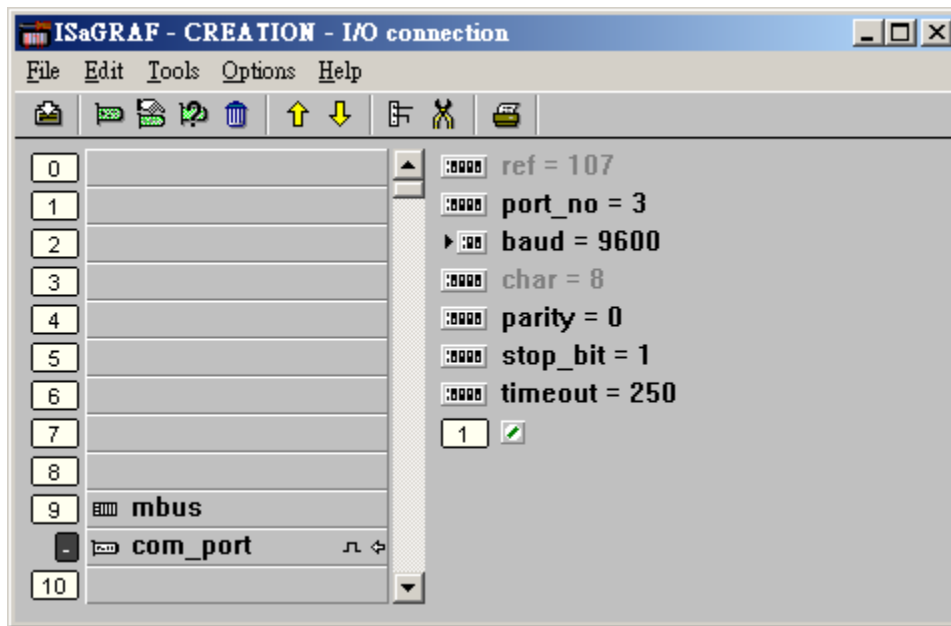 ISaGRAF - CREATION - I/O connection
File Edit Tools Options Help
0
1
2
3
4
5
6
7
8
9 mbus
- com_port
10
ref = 107
port_no = 3
baud = 9600
char = 8
parity = 0
stop_bit = 1
timeout = 250
1